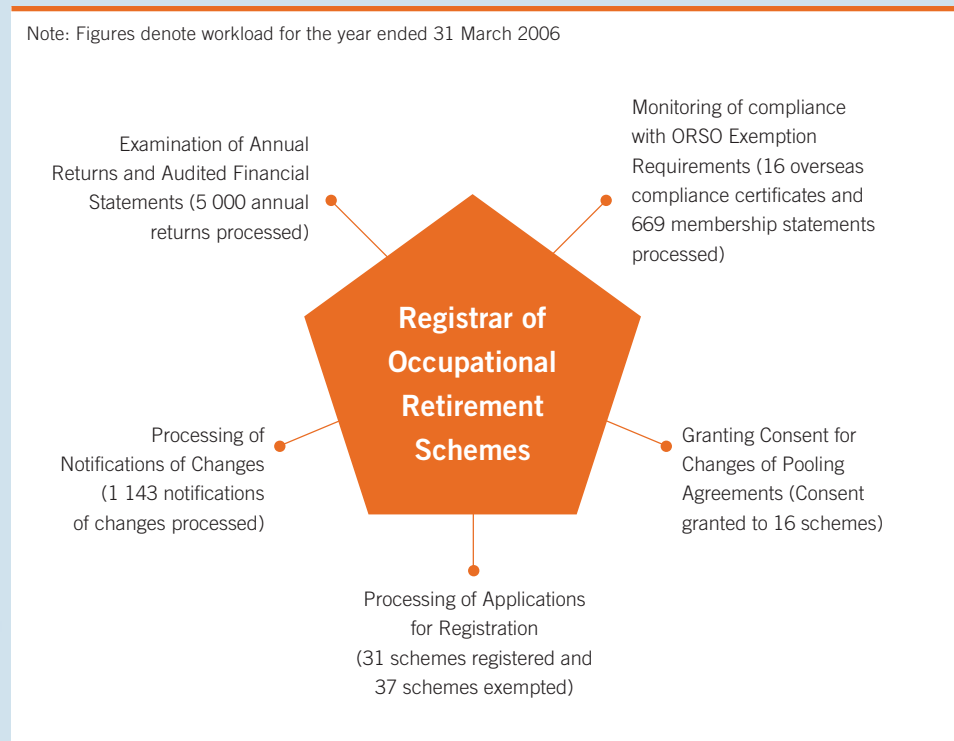 Note: Figures denote workload for the year ended 31 March 2006
Examination of Annual
Returns and Audited Financial
Statements (5 000 annual
returns processed)
Monitoring of compliance
with ORSO Exemption
Requirements (16 overseas
compliance certificates and
669 membership statements
processed)
Registrar of
Occupational
Retirement
Schemes
Processing of
Notifications of Changes
(1 143 notifications
of changes processed)
Granting Consent for
Changes of Pooling
Agreements (Consent
granted to 16 schemes)
Processing of Applications
for Registration
(31 schemes registered and
37 schemes exempted)